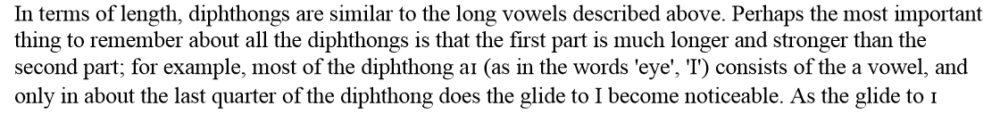 In terms of length, diphthongs are similar to the long vowels described above. Perhaps the most important
thing to remember about all the diphthongs is that the first part is much longer and stronger than the
second part; for example, most of the diphthong aɪ (as in the words 'eye', 'I') consists of the a vowel, and
only in about the last quarter of the diphthong does the glide to I become noticeable. As the glide to ɪ